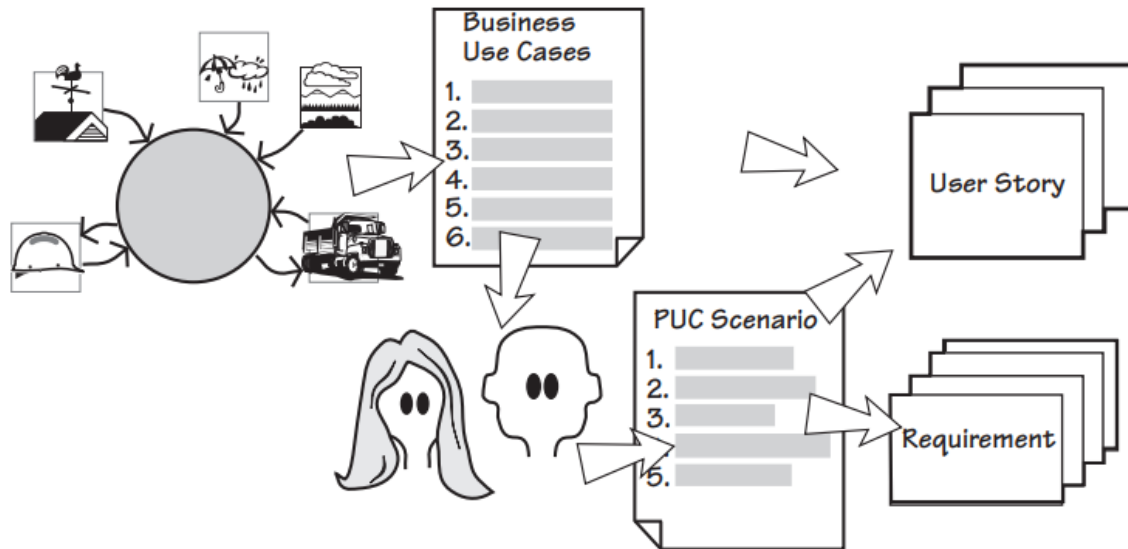 Business
Use Cases
1.
2.
3.
4.
5.
6.
User Story
PUC Scenario
1.
2.
3.
5.
Requirement